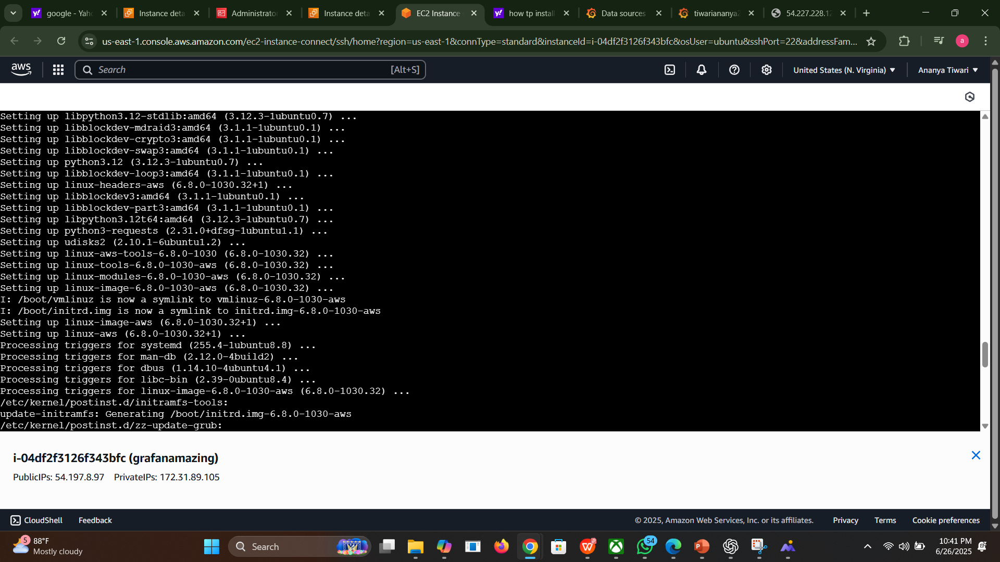 google - Yah
Instance deta
Administrator
Instance deta
EC2 Instance
how tp install
Data sources
tiwariananya2
54.227.228.12
us-east-1.console.aws.amazon.com/ec2-instance-connect/ssh/home?region=us-east-1&connType=standard&instanceId=i-04df2f3126f343bfc&osUser=ubuntu&sshPort=22&addressFam...
a
aws
Search
[Alt+S]
United States (N. Virginia)
Ananya Tiwari
Setting up libpython3.12-stdlib:amd64 (3.12.3-1ubuntu0.7) ...
Setting up libblockdev-mdraid3:amd64 (3.1.1-1ubuntu0.1) ...
Setting up libblockdev-crypto3:amd64 (3.1.1-1ubuntu0.1) ...
Setting up libblockdev-swap3:amd64 (3.1.1-1ubuntu0.1) ...
Setting up python3.12 (3.12.3-1ubuntu0.7) ...
Setting up libblockdev-loop3:amd64 (3.1.1-1ubuntu0.1) ...
Setting up linux-headers-aws (6.8.0-1030.32+1) ...
Setting up libblockdev3:amd64 (3.1.1-1ubuntu0.1) ...
Setting up libblockdev-part3:amd64 (3.1.1-1ubuntu0.1) ...
Setting up libpython3.12t64:amd64 (3.12.3-1ubuntu0.7) ...
Setting up python3-requests (2.31.0+dfsg-1ubuntu1.1) ...
Setting up udisks2 (2.10.1-6ubuntu1.2) ...
Setting up linux-aws-tools-6.8.0-1030 (6.8.0-1030.32) ...
Setting up linux-tools-6.8.0-1030-aws (6.8.0-1030.32) ...
Setting up linux-modules-6.8.0-1030-aws (6.8.0-1030.32) ...
Setting up linux-image-6.8.0-1030-aws (6.8.0-1030.32) ...
I: /boot/vmlinuz is now a symlink to vmlinuz-6.8.0-1030-aws
I: /boot/initrd.img is now a symlink to initrd.img-6.8.0-1030-aws
Setting up linux-image-aws (6.8.0-1030.32+1) ...
Setting up linux-aws (6.8.0-1030.32+1) ...
Processing triggers for systemd (255.4-1ubuntu8.8) ...
Processing triggers for man-db (2.12.0-4build2) ...
Processing triggers for dbus (1.14.10-4ubuntu4.1) ...
Processing triggers for libc-bin (2.39-0ubuntu8.4) ...
Processing triggers for linux-image-6.8.0-1030-aws (6.8.0-1030.32) ...
/etc/kernel/postinst.d/initramfs-tools:
update-initramfs: Generating /boot/initrd.img-6.8.0-1030-aws
/etc/kernel/postinst.d/zz-update-grub:
i-04df2f3126f343bfc (grafanamazing)
PublicIPs: 54.197.8.97 PrivateIPs: 172.31.89.105
CloudShell
Feedback
© 2025, Amazon Web Services, Inc. or its affiliates.
Privacy
Terms
Cookie preferences
5
88°F
Mostly cloudy
Search
54
10:41 PM
6/26/2025